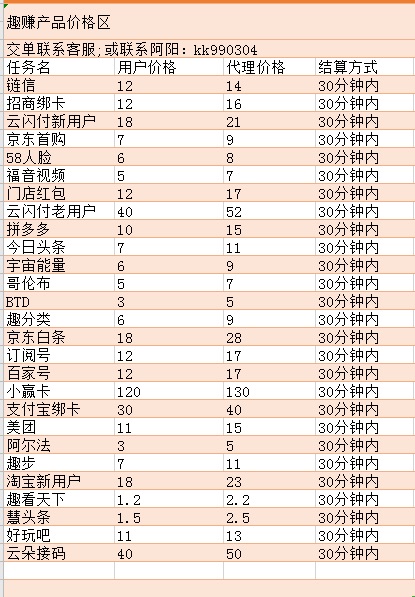 趣赚产品价格区
交单联系客服;或联系阿阳：kk990304
任务名 用户价格 代理价格 结算方式
链信 12 14 30分钟内
招商绑卡 12 16 30分钟内
云闪付新用户 18 21 30分钟内
京东首购 7 9 30分钟内
58人脸 6 8 30分钟内
福音视频 5 7 30分钟内
门店红包 12 17 30分钟内
云闪付老用户 40 52 30分钟内
拼多多 10 15 30分钟内
今日头条 7 11 30分钟内
宇宙能量 6 9 30分钟内
哥伦布 5 7 30分钟内
BTD 3 5 30分钟内
趣分类 6 9 30分钟内
京东白条 18 28 30分钟内
订阅号 12 17 30分钟内
百家号 12 17 30分钟内
小赢卡 120 130 30分钟内
支付宝绑卡 30 40 30分钟内
美团 11 15 30分钟内
阿尔法 3 5 30分钟内
趣步 7 11 30分钟内
淘宝新用户 18 23 30分钟内
趣看天下 1.2 2.2 30分钟内
慧头条 1.5 2.5 30分钟内
好玩吧 11 13 30分钟内
云朵接码 40 50 30分钟内